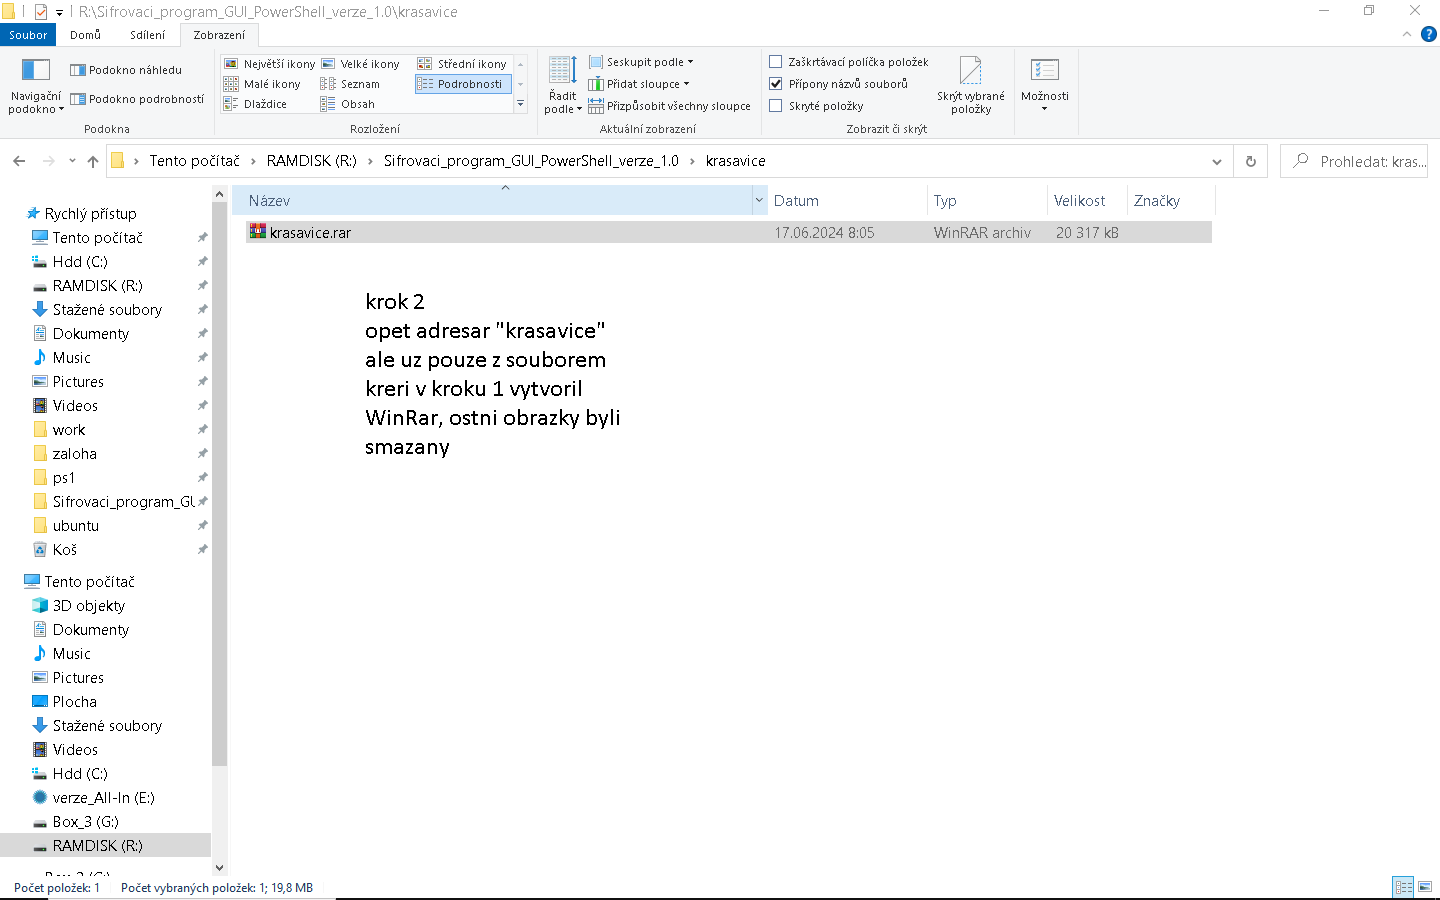 R:\Sifrovaci_program_GUI_PowerShell_verze_1.0\krasavice
Soubor Domů Sdílení Zobrazení
Navigační podokno
Podokno náhledu
Podokno podrobností
Podokna
Největší ikony Velké ikony Střední ikony
Malé ikony Seznam Podrobnosti
Dlaždice Obsah
Rozložení
Řadit podle
Seskupit podle
Přidat sloupce
Přizpůsobit všechny sloupce
Aktuální zobrazení
Zaškrtávací políčka položek
Přípony názvů souborů
Skryté položky
Skrýt vybrané položky
Zobrazit či skrýt
Možnosti
Tento počítač › RAMDISK (R:) › Sifrovaci_program_GUI_PowerShell_verze_1.0 › krasavice
Prohledat: kras...
Rychlý přístup
Tento počítač
Hdd (C:)
RAMDISK (R:)
Stažené soubory
Dokumenty
Music
Pictures
Videos
work
zaloha
ps1
Sifrovaci_program_GU
ubuntu
Koš
Tento počítač
3D objekty
Dokumenty
Music
Pictures
Plocha
Stažené soubory
Videos
Hdd (C:)
verze_All-In (E:)
Box_3 (G:)
RAMDISK (R:)
Název Datum Typ Velikost Značky
krasavice.rar 17.06.2024 8:05 WinRAR archiv 20 317 kB
krok 2
opet adresar "krasavice"
ale uz pouze z souborem
kreri v kroku 1 vytvoril
WinRar, ostni obrazky byli
smazany
Počet položek: 1 Počet vybraných položek: 1; 19,8 MB